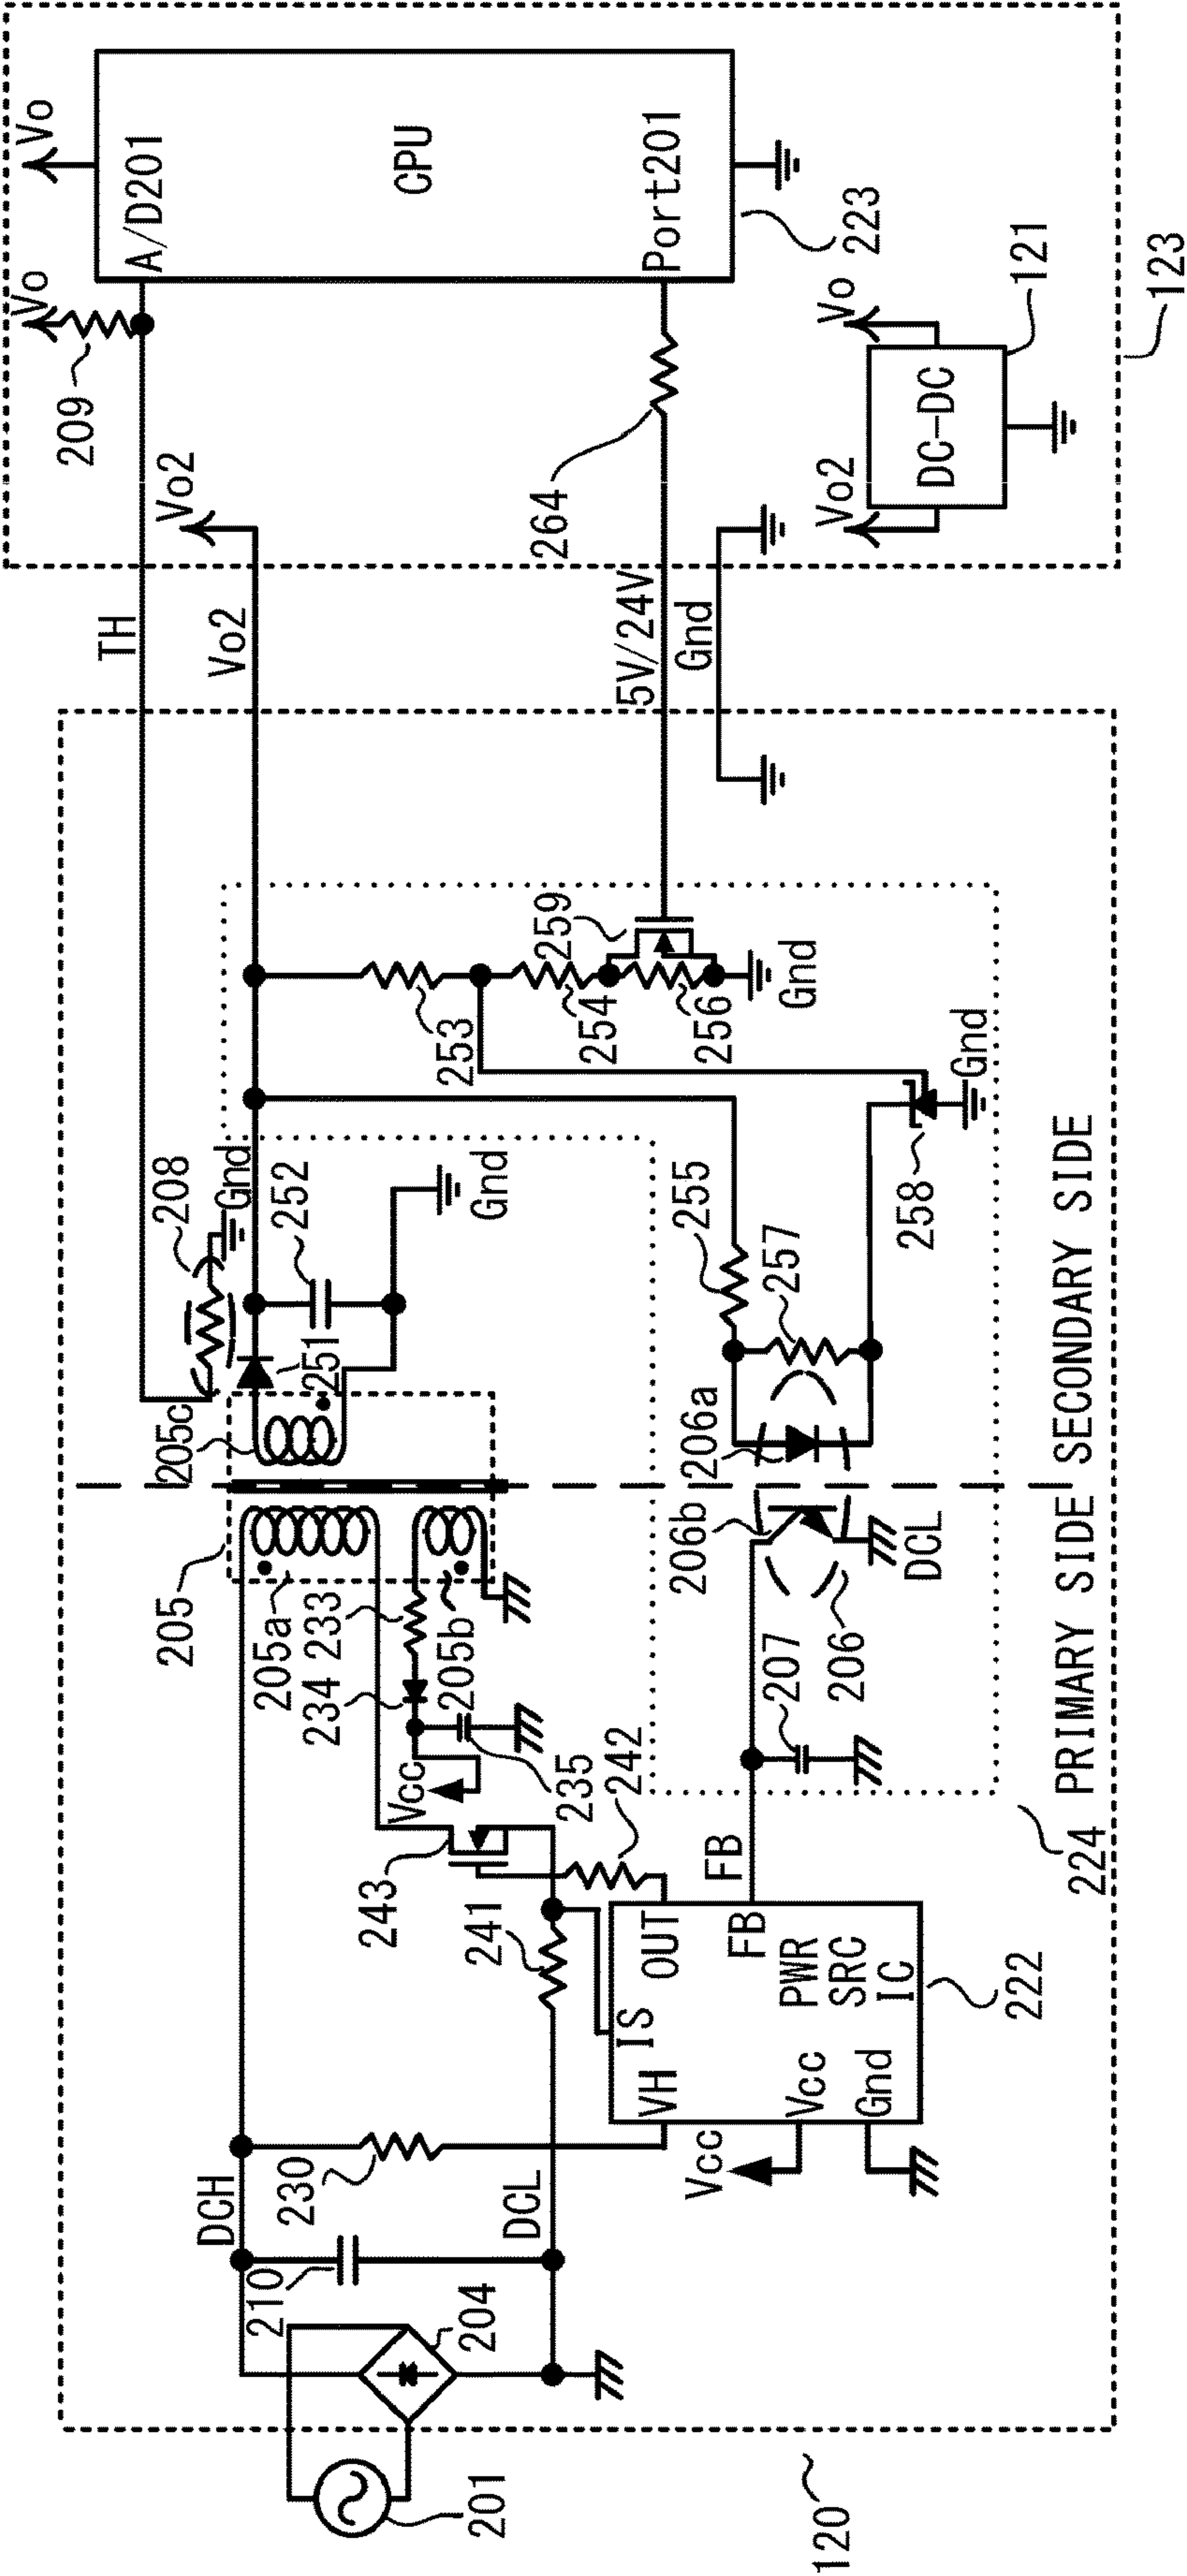 Vo
Vo
A/D201
CPU
Port201
223
209
Vo2
264
Vo
Vo2
DC-DC
121
123
TH
Vo2
5V/24V
Gnd
259
253
254
256
Gnd
Gnd
258
208
Gnd
252
251
Gnd
255
257
206a
205c
SECONDARY SIDE
205
205a
233
234
205b
235
Vcc
242
206b
DCL
206
207
PRIMARY SIDE
224
243
241
FB
IS
OUT
FB
VH
PWR
SRC
IC
Vcc
Gnd
222
Vcc
DCH
230
DCL
210
204
201
120